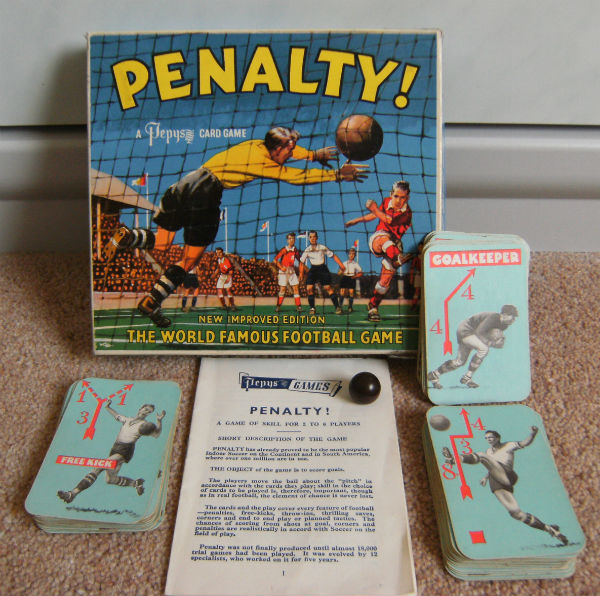 PENALTY!
A Pepys CARD GAME
NEW IMPROVED EDITION
THE WORLD FAMOUS FOOTBALL GAME
GOALKEEPER
4
4
1 1
3
FREE KICK
4
3
Pepys GAMES
PENALTY!
A GAME OF SKILL FOR 2 TO 6 PLAYERS
SHORT DESCRIPTION OF THE GAME
PENALTY has already proved to be the most popular
Indoor Soccer on the Continent and in South America,
where over one million are in use.
THE OBJECT of the game is to score goals.
The players move the ball about the "pitch" in
accordance with the cards they play; skill in the choice
of cards to be played is, therefore, important, though
as in real football, the element of chance is never lost.
The cards and the play cover every feature of football
—penalties, free-kicks, throw-ins, thrilling saves,
corners and end to end play or planned tactics. The
chances of scoring from shots at goal, corners and
penalties are realistically in accord with Soccer on the
field of play.
Penalty was not finally produced until almost 18,000
trial games had been played. It was evolved by 12
specialists, who worked on it for five years.
1